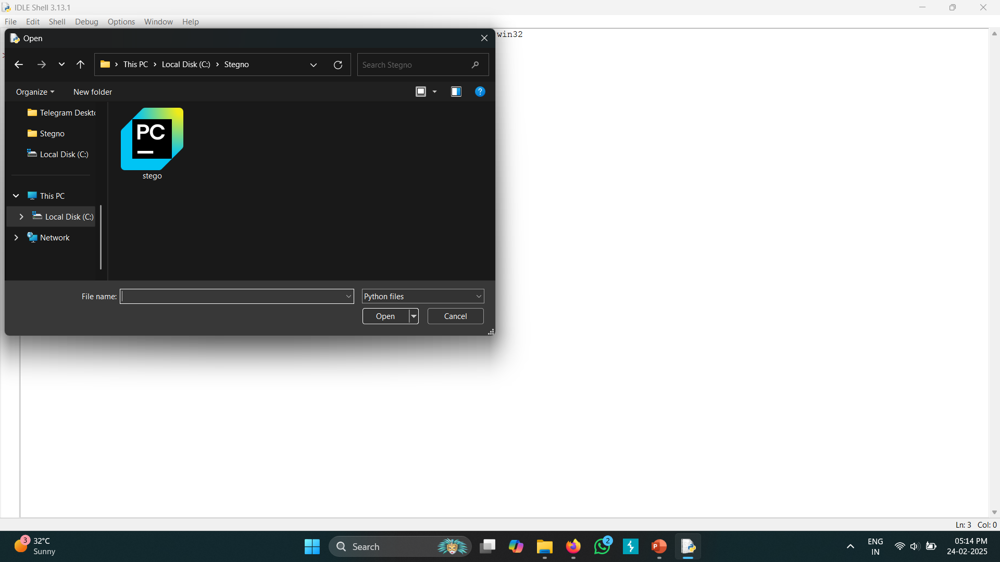 IDLE Shell 3.13.1
File Edit Shell Debug Options Window Help
win32
Open
This PC > Local Disk (C:) > Stegno
Search Stegno
Organize
New folder
Telegram Deskto
Stegno
Local Disk (C:)
This PC
Local Disk (C:)
Network
PC
stego
File name:
Python files
Open
Cancel
Ln: 3 Col: 0
3
32°C
Sunny
Search
2
P
ENG
IN
05:14 PM
24-02-2025